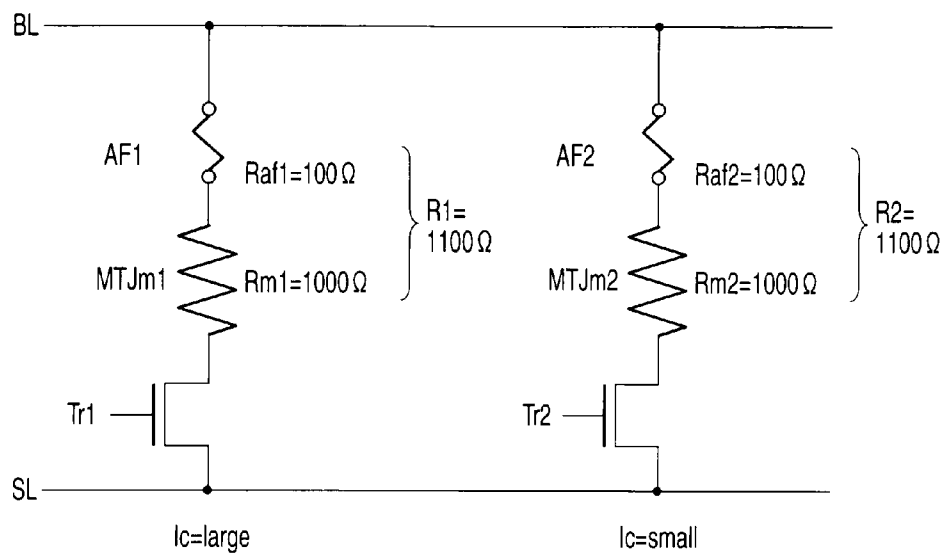 BL
AF1
Raf1=100Ω
R1=
1100Ω
MTJm1
Rm1=1000Ω
Tr1
AF2
Raf2=100Ω
R2=
1100Ω
MTJm2
Rm2=1000Ω
Tr2
SL
Ic=large
Ic=small